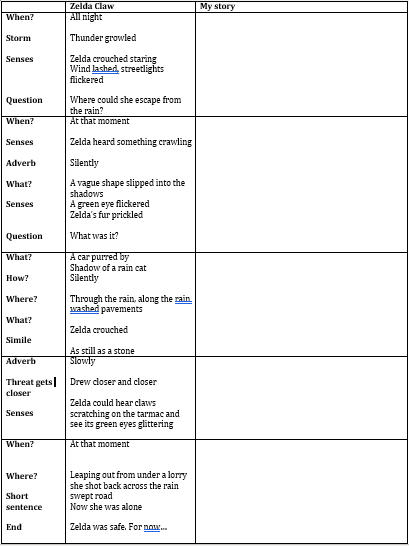 Zelda Claw My story
When? All night
Storm Thunder growled
Senses Zelda crouched staring
Wind lashed, streetlights
flickered
Question Where could she escape from
the rain?
When? At that moment
Senses Zelda heard something crawling
Adverb Silently
What? A vague shape slipped into the
shadows
Senses A green eye flickered
Zelda's fur prickled
Question What was it?
What? A car purred by
Shadow of a rain cat
How? Silently
Where? Through the rain, along the rain,
washed pavements
What?
Zelda crouched
Simile
As still as a stone
Adverb Slowly
Threat gets Drew closer and closer
closer
Zelda could hear claws
Senses scratching on the tarmac and
see its green eyes glittering
When? At that moment
Where? Leaping out from under a lorry
she shot back across the rain
Short swept road
sentence Now she was alone
End Zelda was safe. For now...